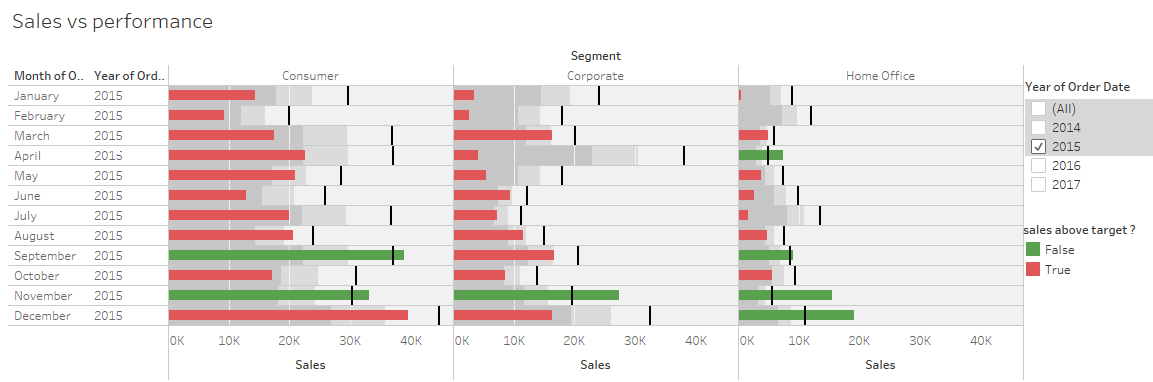 Sales vs performance
Segment
Month of O.. Year of Ord.. Consumer Corporate Home Office
January 2015
February 2015
March 2015
April 2015
May 2015
June 2015
July 2015
August 2015
September 2015
October 2015
November 2015
December 2015
0K 10K 20K 30K 40K 0K 10K 20K 30K 40K 0K 10K 20K 30K 40K
Sales Sales Sales
Year of Order Date
(All)
2014
2015
2016
2017
sales above target ?
False
True